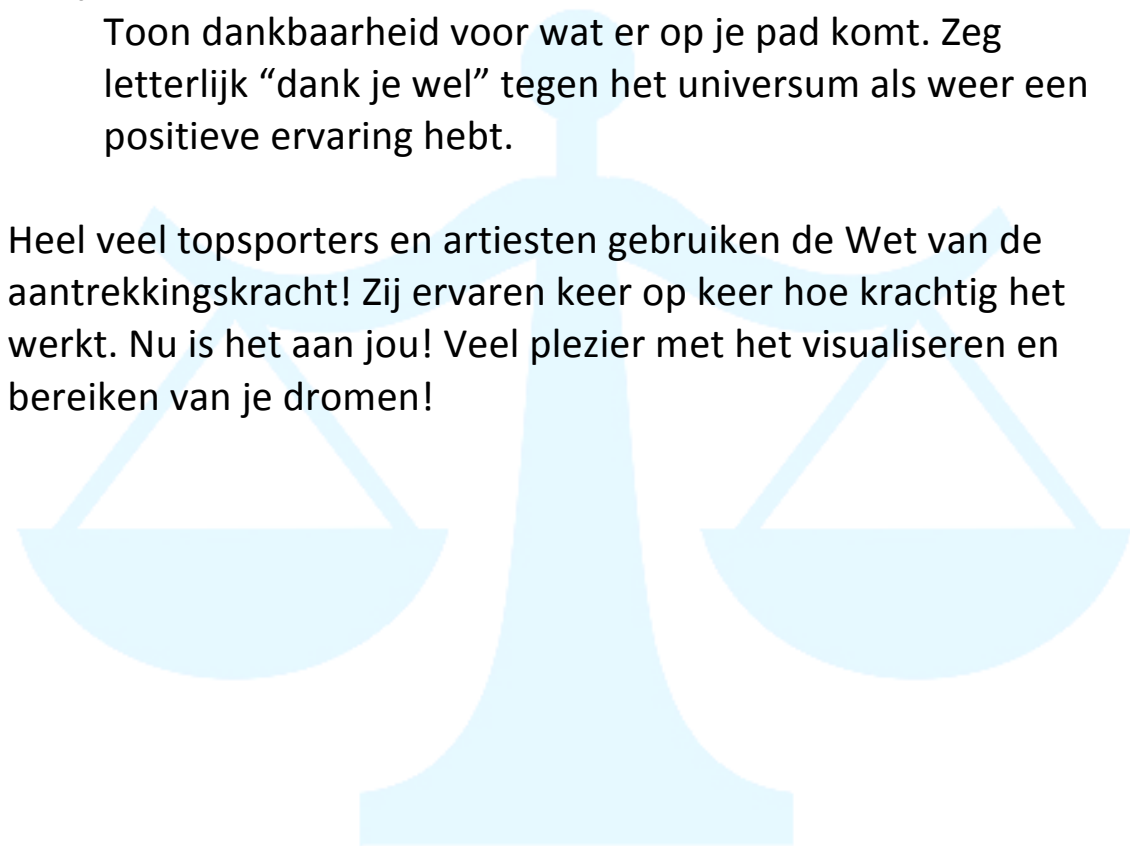 Toon dankbaarheid voor wat er op je pad komt. Zeg
letterlijk “dank je wel” tegen het universum als weer een
positieve ervaring hebt.
Heel veel topsporters en artiesten gebruiken de Wet van de
aantrekkingskracht! Zij ervaren keer op keer hoe krachtig het
werkt. Nu is het aan jou! Veel plezier met het visualiseren en
bereiken van je dromen!